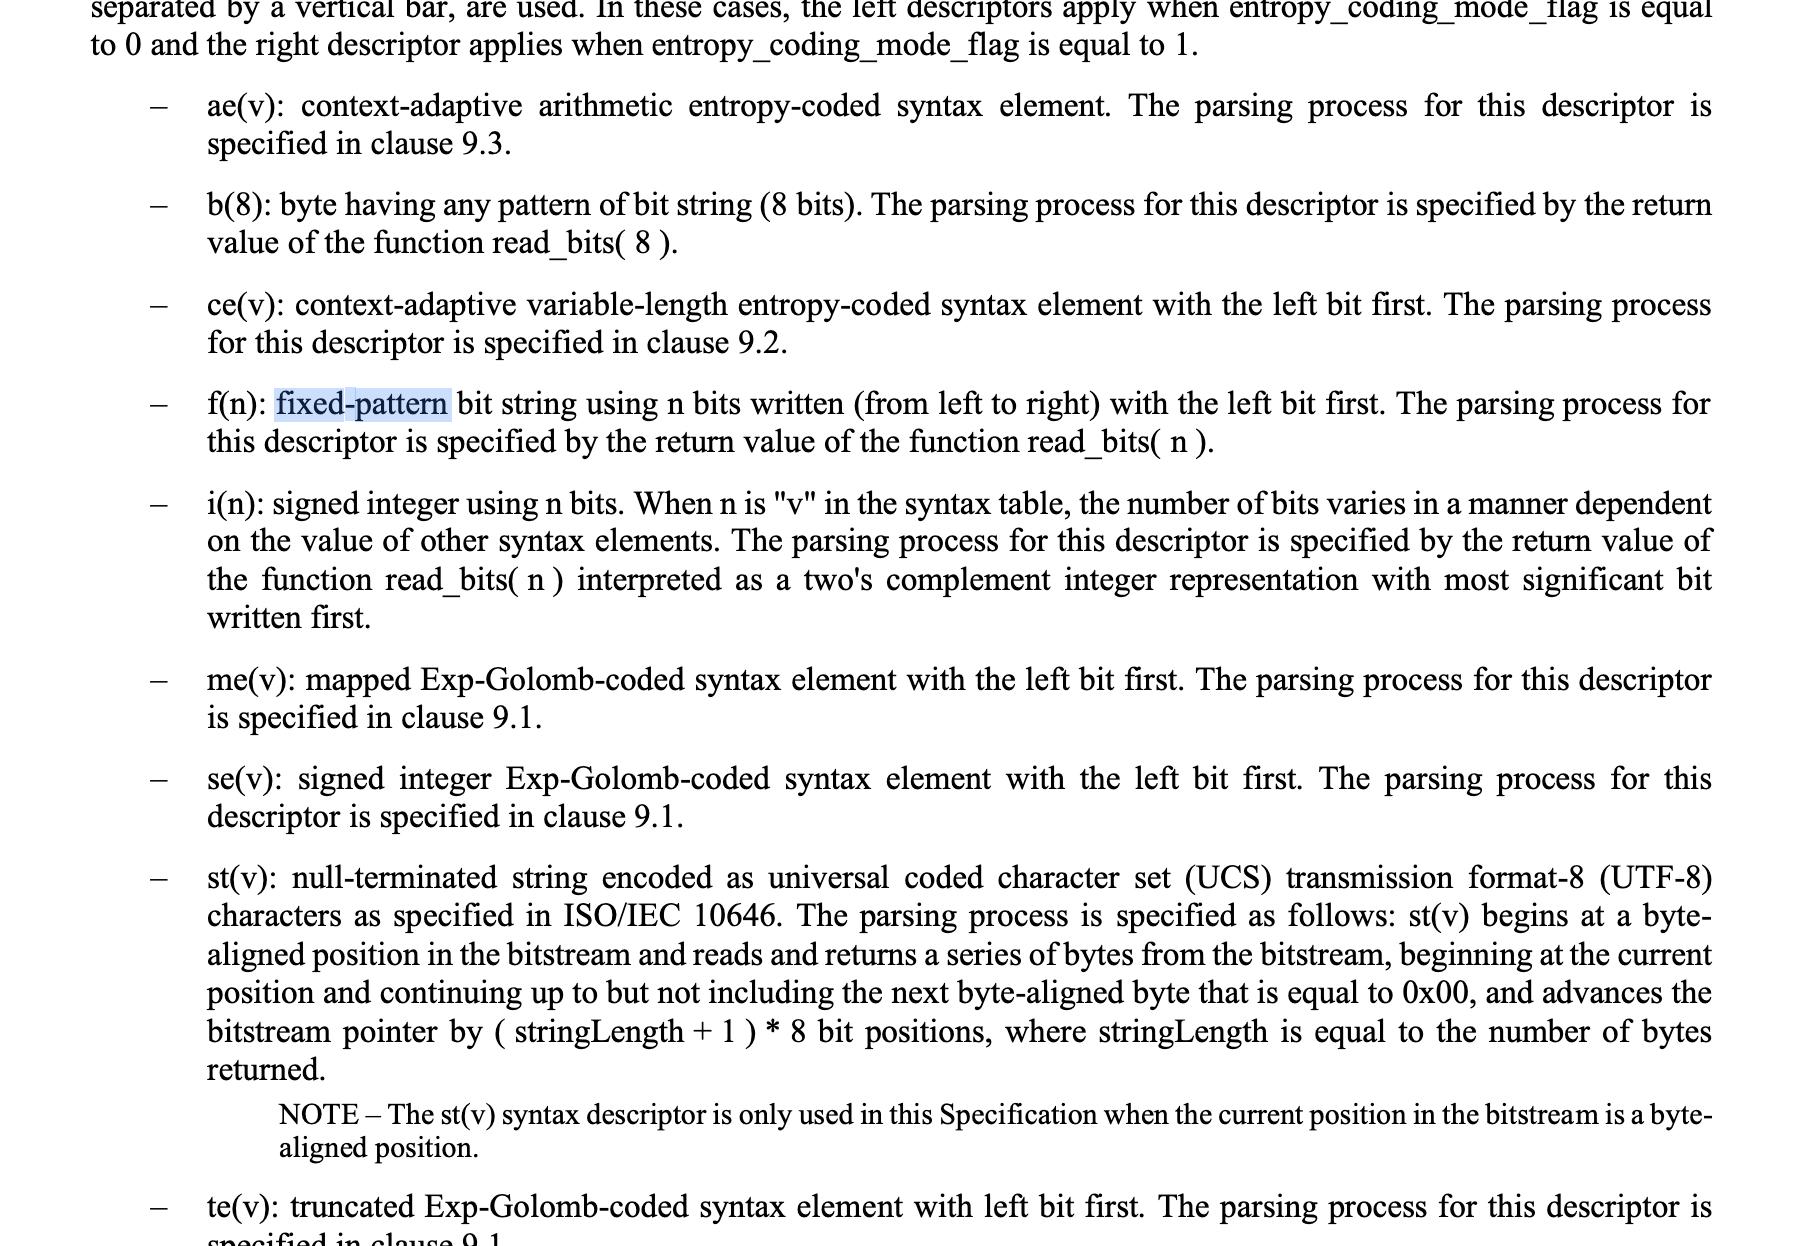 separated by a vertical bar, are used. In these cases, the left descriptors apply when entropy_coding_mode_flag is equal
to 0 and the right descriptor applies when entropy_coding_mode_flag is equal to 1.
– ae(v): context-adaptive arithmetic entropy-coded syntax element. The parsing process for this descriptor is
specified in clause 9.3.
– b(8): byte having any pattern of bit string (8 bits). The parsing process for this descriptor is specified by the return
value of the function read_bits( 8 ).
– ce(v): context-adaptive variable-length entropy-coded syntax element with the left bit first. The parsing process
for this descriptor is specified in clause 9.2.
– f(n): fixed-pattern bit string using n bits written (from left to right) with the left bit first. The parsing process for
this descriptor is specified by the return value of the function read_bits( n ).
– i(n): signed integer using n bits. When n is "v" in the syntax table, the number of bits varies in a manner dependent
on the value of other syntax elements. The parsing process for this descriptor is specified by the return value of
the function read_bits( n ) interpreted as a two's complement integer representation with most significant bit
written first.
– me(v): mapped Exp-Golomb-coded syntax element with the left bit first. The parsing process for this descriptor
is specified in clause 9.1.
– se(v): signed integer Exp-Golomb-coded syntax element with the left bit first. The parsing process for this
descriptor is specified in clause 9.1.
– st(v): null-terminated string encoded as universal coded character set (UCS) transmission format-8 (UTF-8)
characters as specified in ISO/IEC 10646. The parsing process is specified as follows: st(v) begins at a byte-
aligned position in the bitstream and reads and returns a series of bytes from the bitstream, beginning at the current
position and continuing up to but not including the next byte-aligned byte that is equal to 0x00, and advances the
bitstream pointer by ( stringLength + 1 ) * 8 bit positions, where stringLength is equal to the number of bytes
returned.
NOTE – The st(v) syntax descriptor is only used in this Specification when the current position in the bitstream is a byte-
aligned position.
– te(v): truncated Exp-Golomb-coded syntax element with left bit first. The parsing process for this descriptor is
specified in clause 9.1